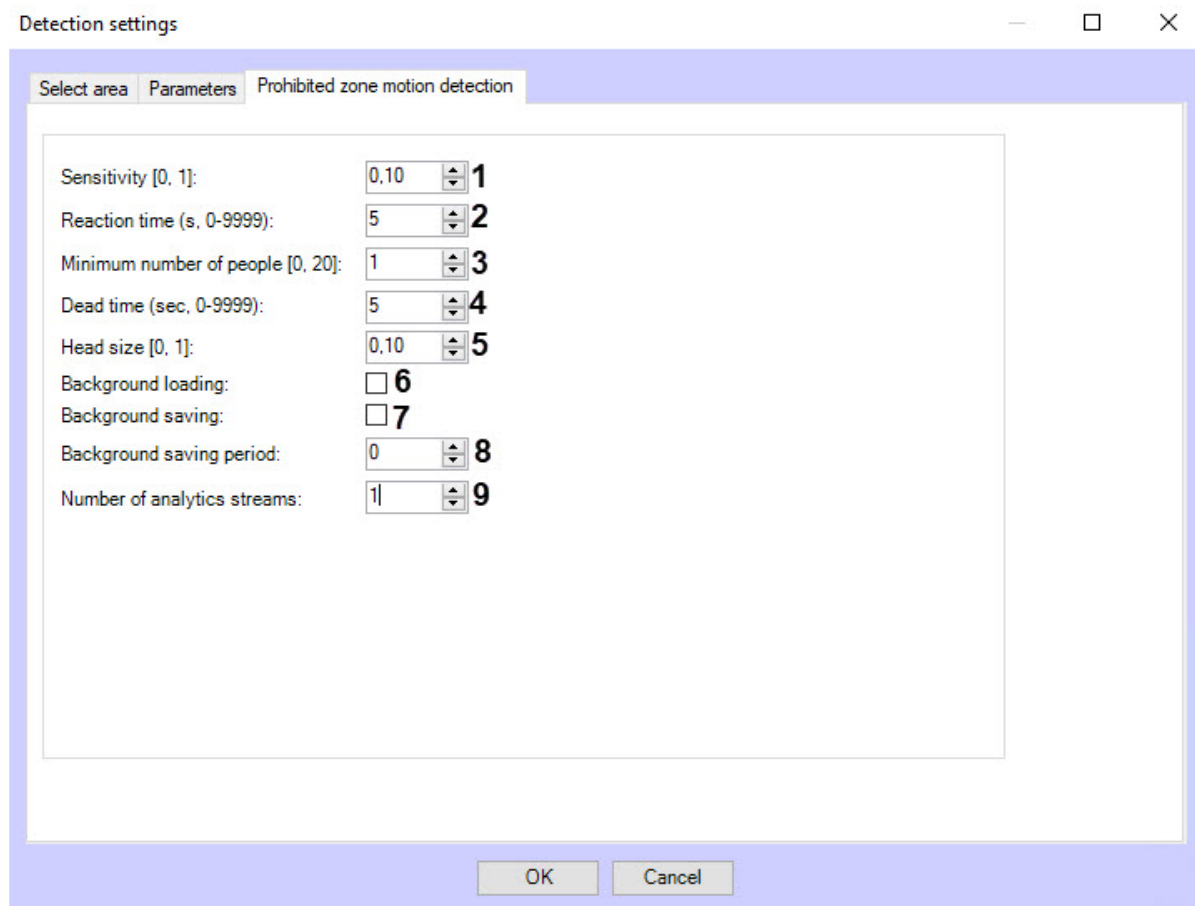 Detection settings
Select area Parameters Prohibited zone motion detection
Sensitivity [0, 1]: 0,10 1
Reaction time (s, 0-9999): 5 2
Minimum number of people [0, 20]: 1 3
Dead time (sec, 0-9999): 5 4
Head size [0, 1]: 0,10 5
Background loading: 6
Background saving: 7
Background saving period: 0 8
Number of analytics streams: 1 9
OK Cancel